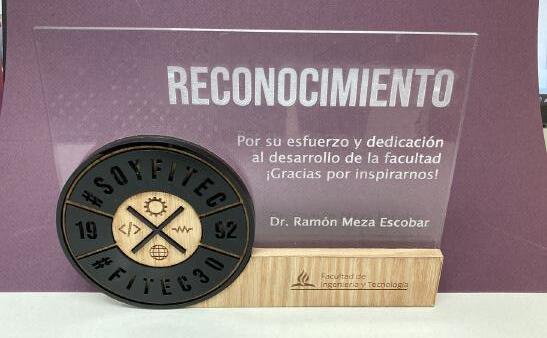 RECONOCIMIENTO
Por su esfuerzo y dedicación
al desarrollo de la facultad
¡Gracias por inspirarnos!
Dr. Ramón Meza Escobar
#SOYFITEC
19 92
</>
#FITEC30
Facultad de
Ingeniería y Tecnología